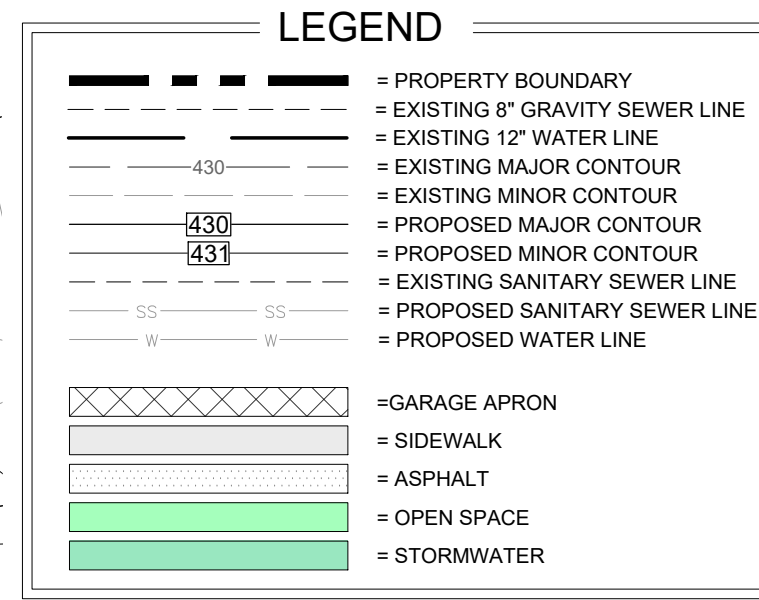 LEGEND
= PROPERTY BOUNDARY
= EXISTING 8" GRAVITY SEWER LINE
= EXISTING 12" WATER LINE
430 = EXISTING MAJOR CONTOUR
= EXISTING MINOR CONTOUR
430 = PROPOSED MAJOR CONTOUR
431 = PROPOSED MINOR CONTOUR
= EXISTING SANITARY SEWER LINE
SS SS = PROPOSED SANITARY SEWER LINE
W W = PROPOSED WATER LINE
=GARAGE APRON
= SIDEWALK
= ASPHALT
= OPEN SPACE
= STORMWATER